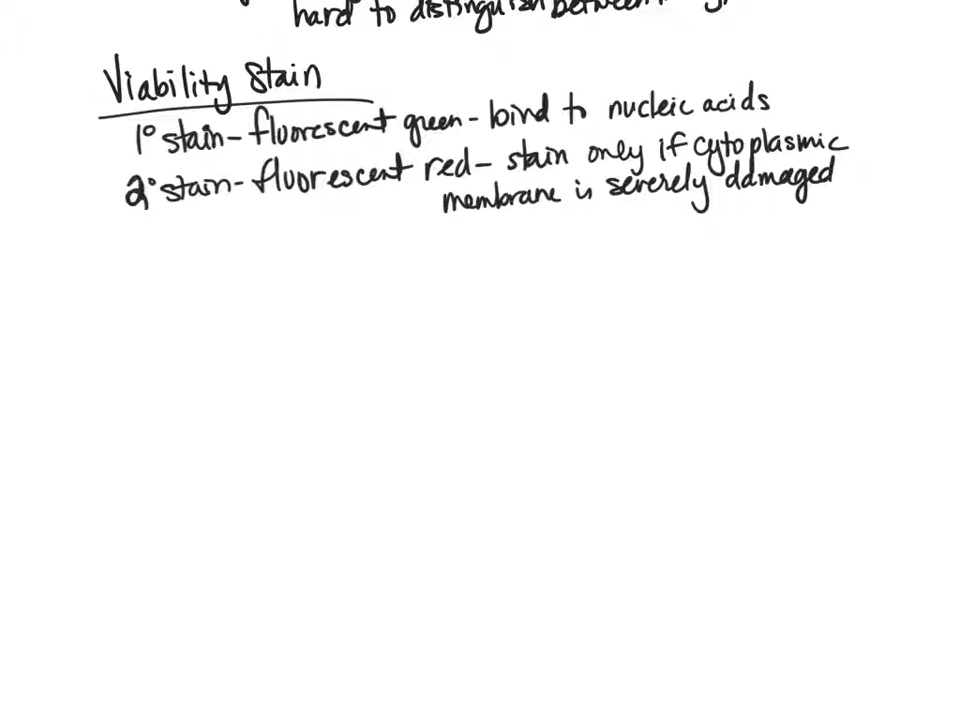 hard to distinguish between
Viability Stain
1° stain - fluorescent green - bind to nucleic acids
2° stain - fluorescent red - stain only if cytoplasmic
membrane is severely damaged